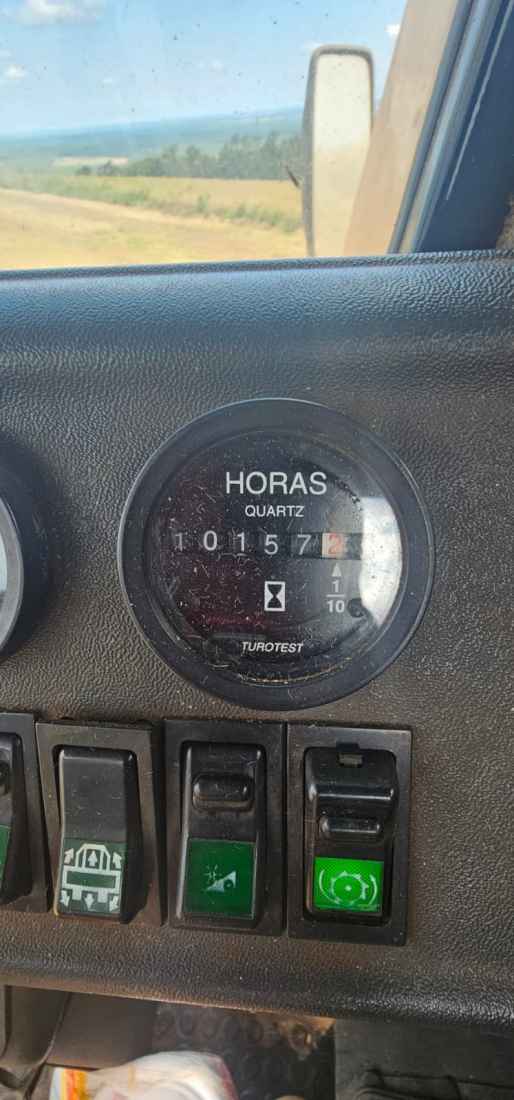 HORAS
QUARTZ
101572
1
10
TUROTEST